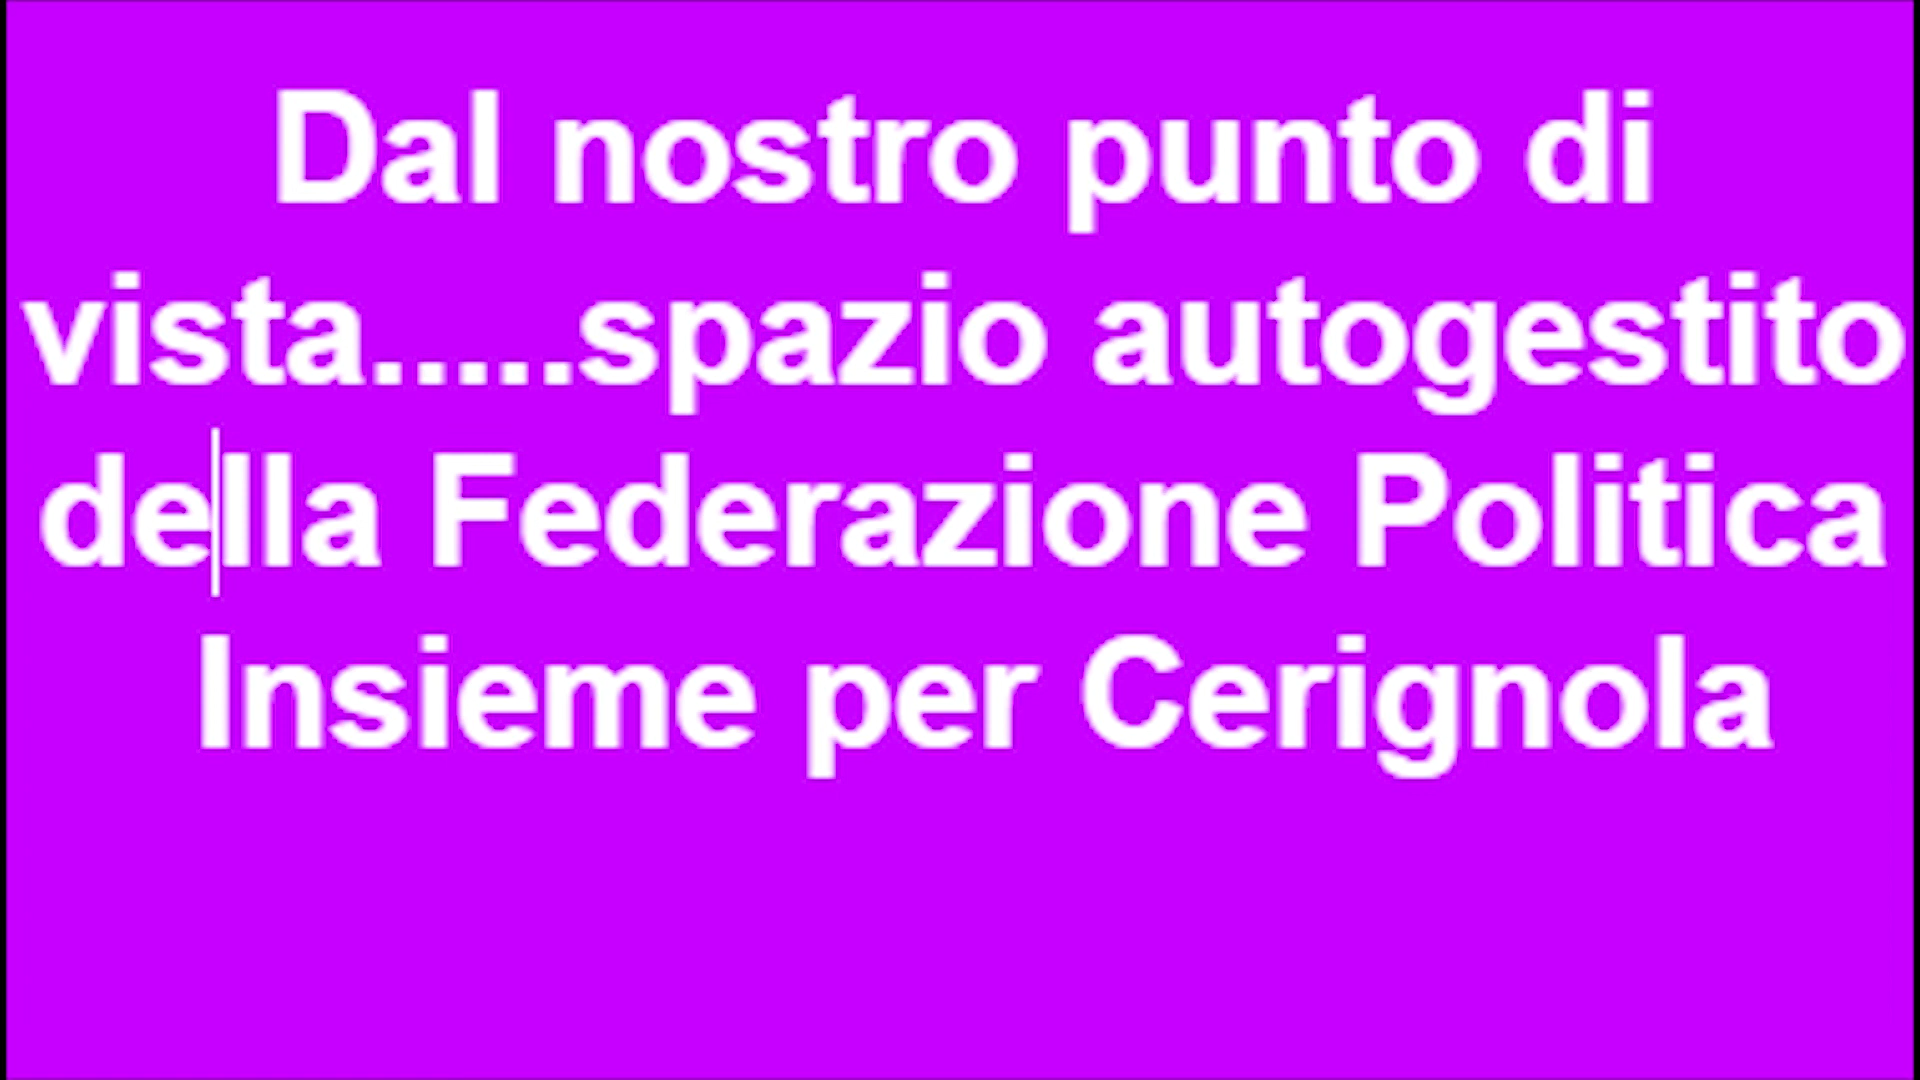 Dal nostro punto di
vista.....spazio autogestito
della Federazione Politica
Insieme per Cerignola